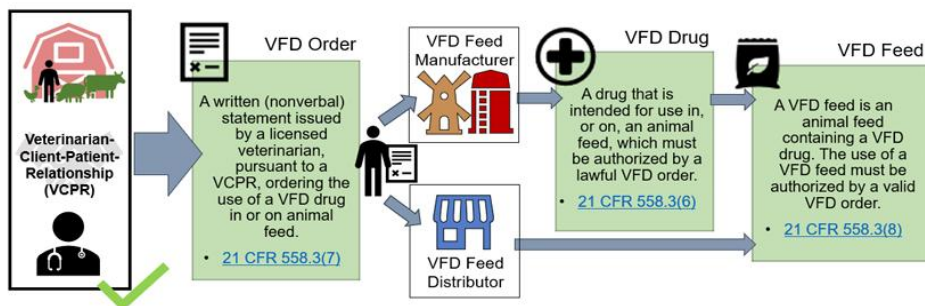 Veterinarian-
Client-Patient-
Relationship
(VCPR)
VFD Order
A written (nonverbal)
statement issued
by a licensed
veterinarian,
pursuant to a
VCPR, ordering the
use of a VFD drug
in or on animal
feed.
• 21 CFR 558.3(7)
VFD Feed
Manufacturer
VFD Feed
Distributor
VFD Drug
A drug that is
intended for use in,
or on, an animal
feed, which must
be authorized by a
lawful VFD order.
• 21 CFR 558.3(6)
VFD Feed
A VFD feed is an
animal feed
containing a VFD
drug. The use of a
VFD feed must be
authorized by a valid
VFD order.
• 21 CFR 558.3(8)